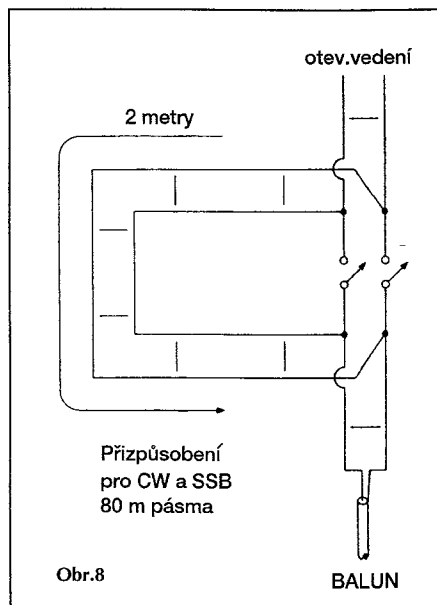 otev.vedení
2 metry
Přizpůsobení
pro CW a SSB
80 m pásma
Obr.8
BALUN